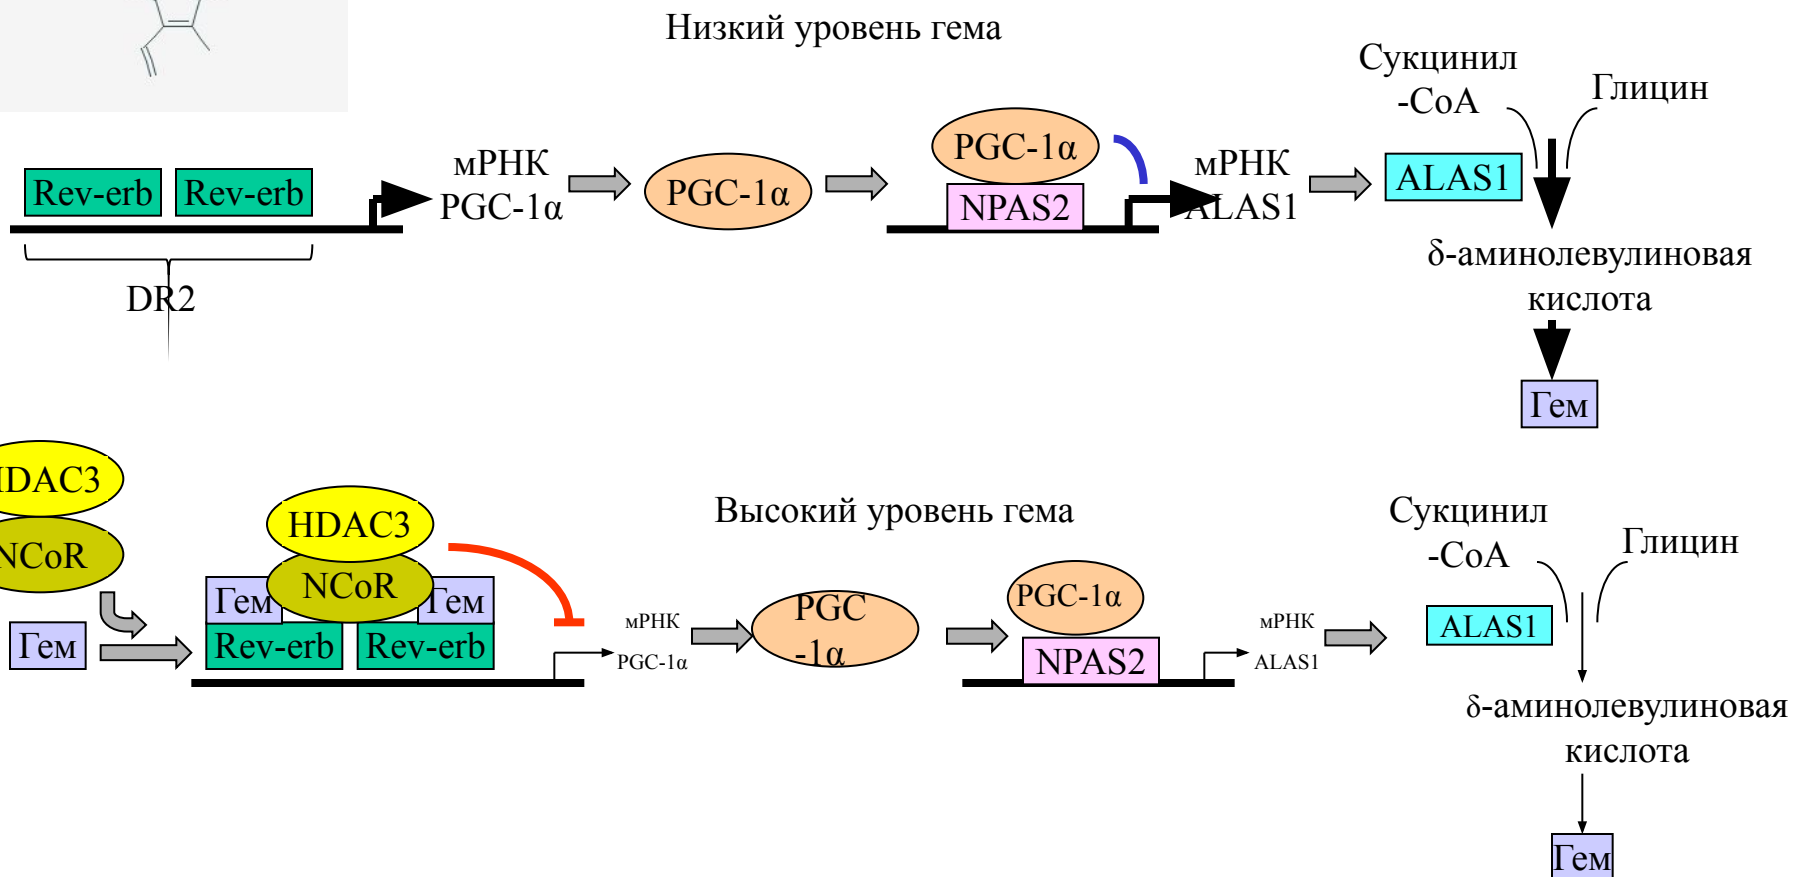 Низкий уровень гема
Сукцинил
-CoA
Глицин
Rev-erb
Rev-erb
мРНК
PGC-1α
PGC-1α
PGC-1α
NPAS2
мРНК
ALAS1
ALAS1
DR2
δ-аминолевулиновая
кислота
Гем
HDAC3
NCoR
Гем
HDAC3
NCoR
Гем
Гем
Rev-erb
Rev-erb
Высокий уровень гема
мРНК
PGC-1α
PGC
-1α
PGC-1α
NPAS2
мРНК
ALAS1
Сукцинил
-CoA
Глицин
ALAS1
δ-аминолевулиновая
кислота
Гем